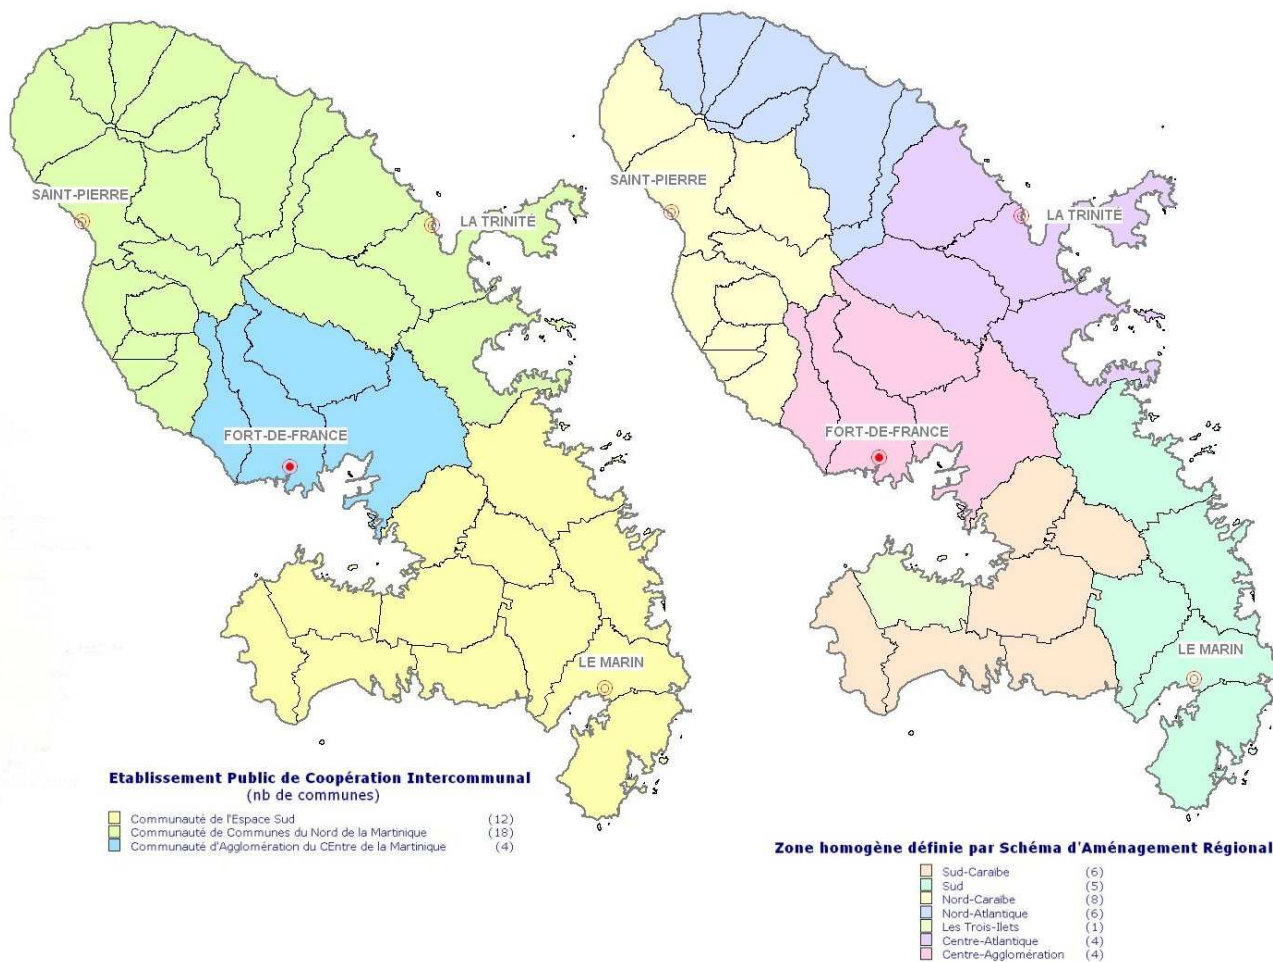 SAINT-PIERRE
LA TRINITÉ
FORT-DE-FRANCE
LE MARIN
Etablissement Public de Coopération Intercommunal
(nb de communes)
Communauté de l'Espace Sud (12)
Communauté de Communes du Nord de la Martinique (18)
Communauté d'Agglomération du CEntre de la Martinique (4)
SAINT-PIERRE
LA TRINITÉ
FORT-DE-FRANCE
LE MARIN
Zone homogène définie par Schéma d'Aménagement Régional
Sud-Caraibe (6)
Sud (5)
Nord-Caraibe (8)
Nord-Atlantique (6)
Les Trois-Ilets (1)
Centre-Atlantique (4)
Centre-Agglomération (4)